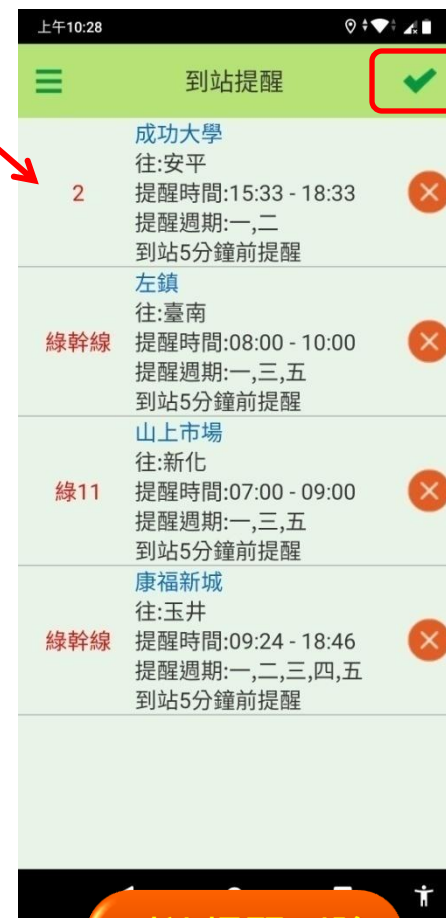 上午10:28
到站提醒
成功大學
往:安平
2
提醒時間:15:33 - 18:33
提醒週期:一,二
到站5分鐘前提醒
左鎮
往:臺南
綠幹線
提醒時間:08:00 - 10:00
提醒週期:一,三,五
到站5分鐘前提醒
山上市場
往:新化
綠11
提醒時間:07:00 - 09:00
提醒週期:一,三,五
到站5分鐘前提醒
康福新城
往:玉井
綠幹線
提醒時間:09:24 - 18:46
提醒週期:一,二,三,四,五
到站5分鐘前提醒